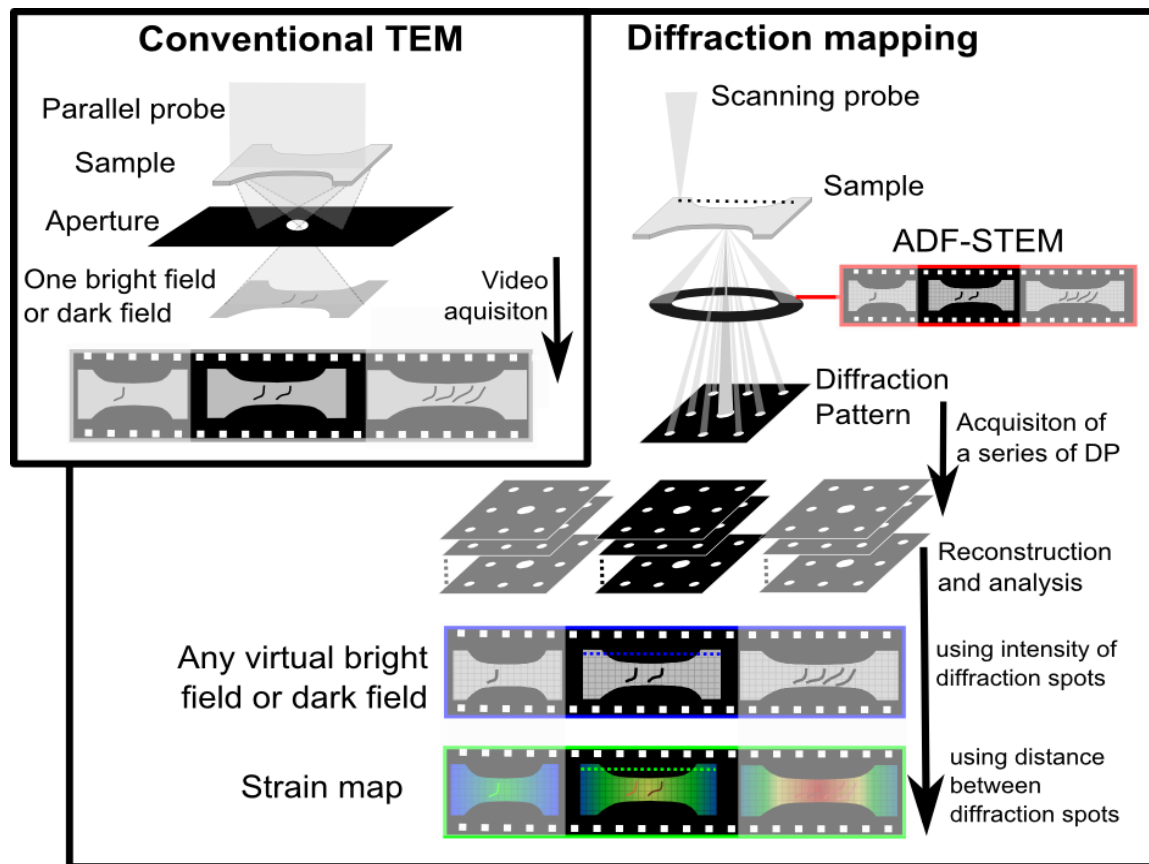 Conventional TEM
Parallel probe
Sample
Aperture
One bright field
or dark field
Video
aquisiton
Diffraction mapping
Scanning probe
Sample
ADF-STEM
Diffraction
Pattern
Acquisiton of
a series of DP
Reconstruction
and analysis
Any virtual bright
field or dark field
using intensity of
diffraction spots
Strain map
using distance
between
diffraction spots